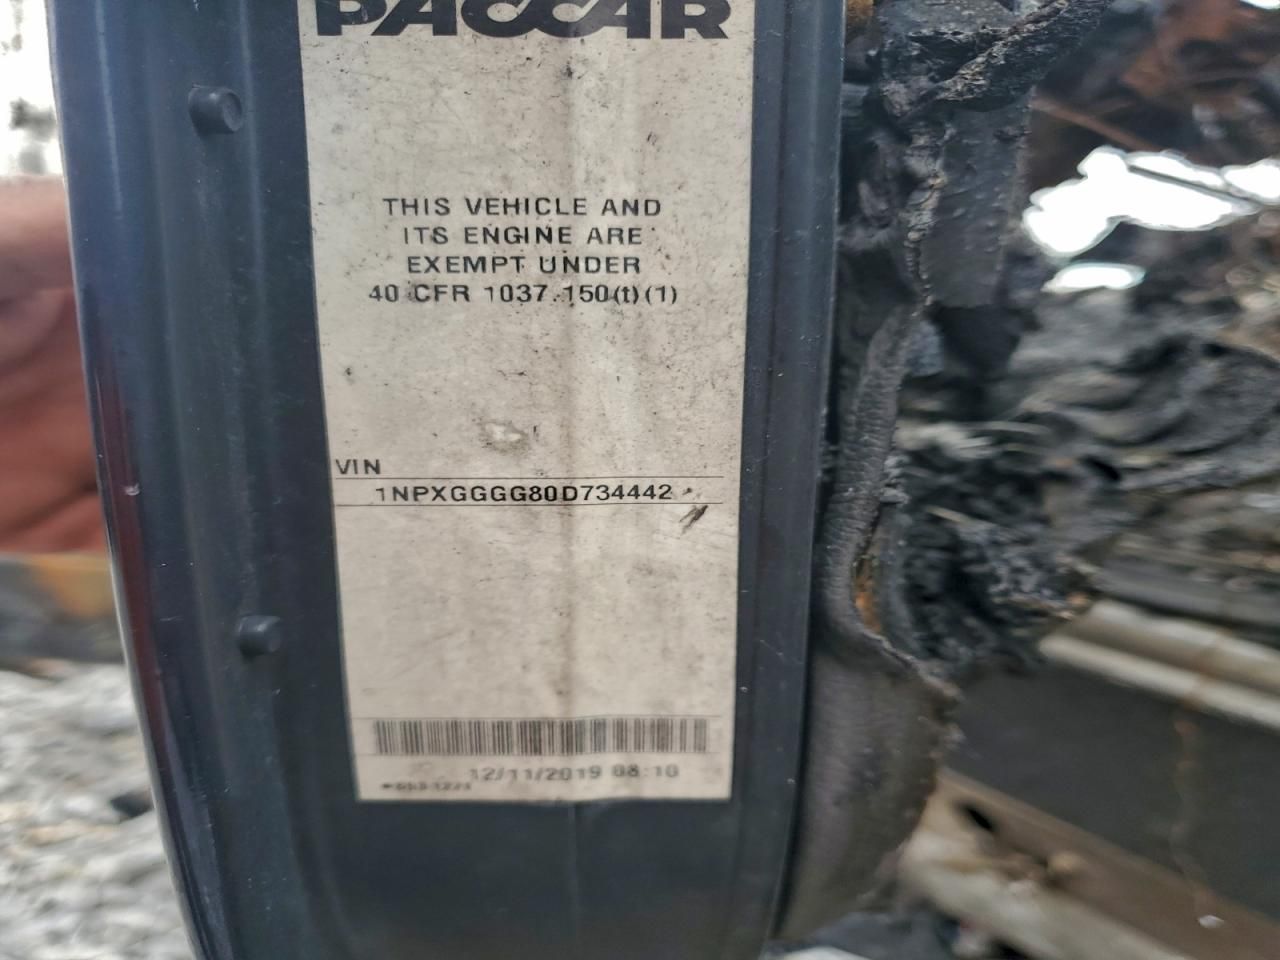 PACCAR
THIS VEHICLE AND
ITS ENGINE ARE
EXEMPT UNDER
40 CFR 1037.150(t)(1)
VIN
1NPXGGGG80D734442
12/11/2019 08:10